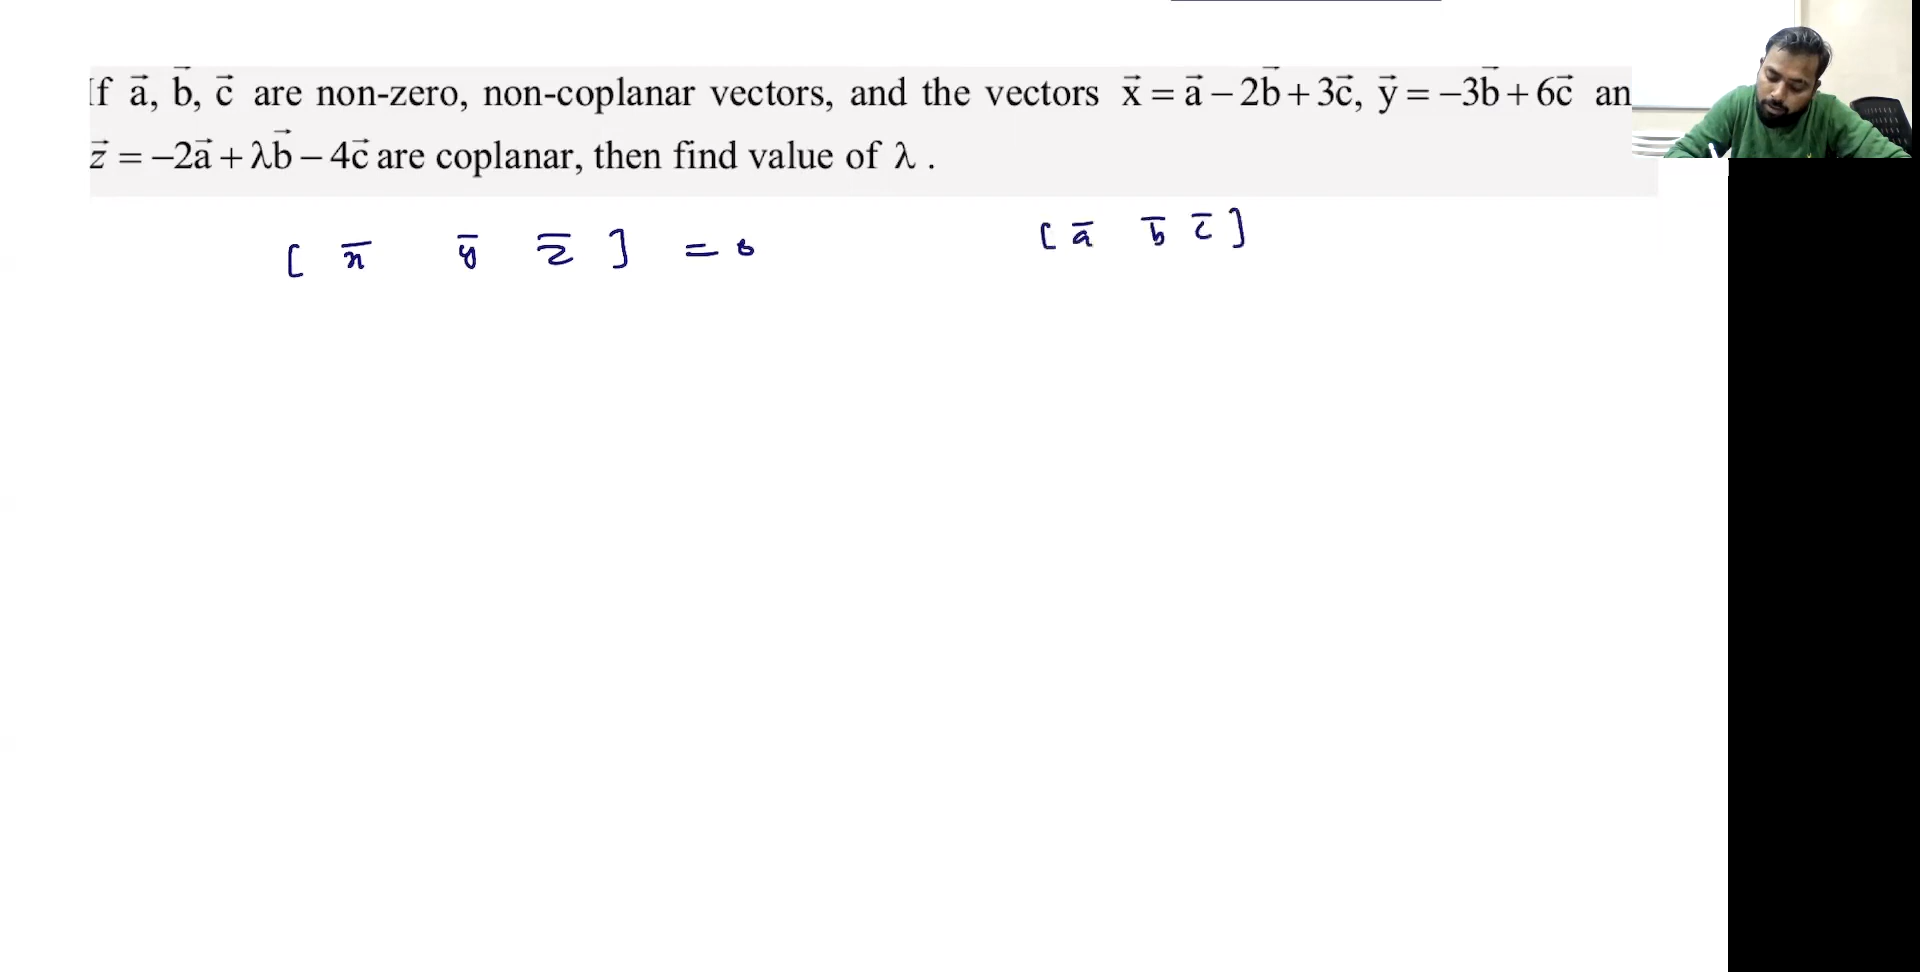 If a⃗, b⃗, c⃗ are non-zero, non-coplanar vectors, and the vectors x⃗ = a⃗ − 2b⃗ + 3c⃗, y⃗ = −3b⃗ + 6c⃗ an
z⃗ = −2a⃗ + λb⃗ − 4c⃗ are coplanar, then find value of λ .
[ x̅ y̅ z̅ ] = 0 [ a̅ b̅ c̅ ]